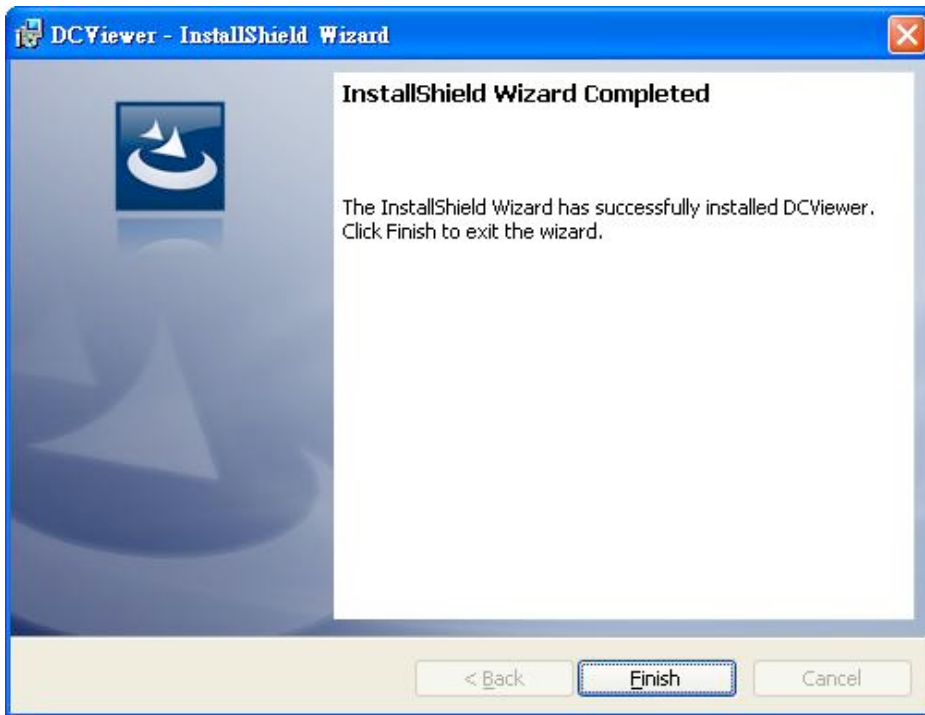 DCViewer - InstallShield Wizard
InstallShield Wizard Completed
The InstallShield Wizard has successfully installed DCViewer.
Click Finish to exit the wizard.
< Back
Finish
Cancel